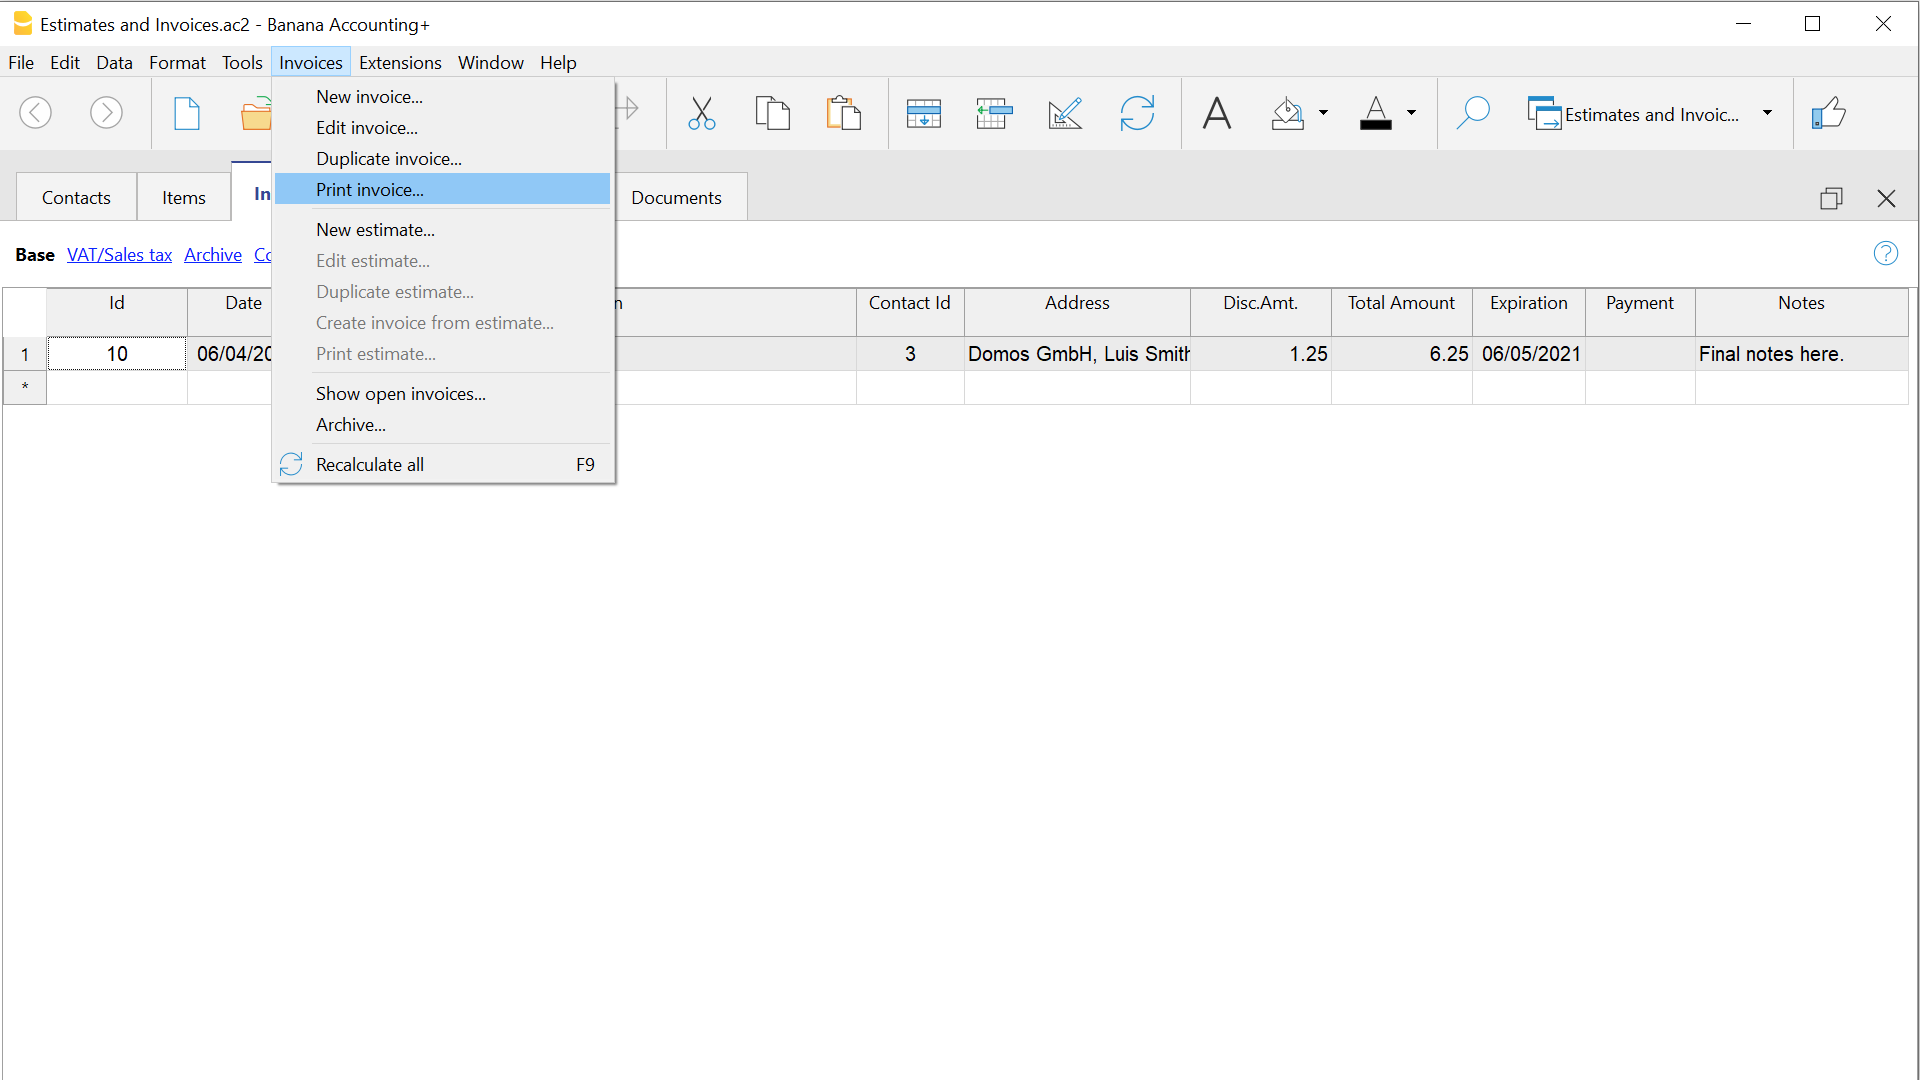 Estimates and Invoices.ac2 - Banana Accounting+
File Edit Data Format Tools Invoices Extensions Window Help
New invoice...
Edit invoice...
Duplicate invoice...
Print invoice...
New estimate...
Edit estimate...
Duplicate estimate...
Create invoice from estimate...
Print estimate...
Show open invoices...
Archive...
Recalculate all F9
A A Estimates and Invoic...
Contacts Items In Documents
Base VAT/Sales tax Archive Co
?
Id Date n Contact Id Address Disc.Amt. Total Amount Expiration Payment Notes
1 10 06/04/20 3 Domos GmbH, Luis Smith 1.25 6.25 06/05/2021 Final notes here.
*